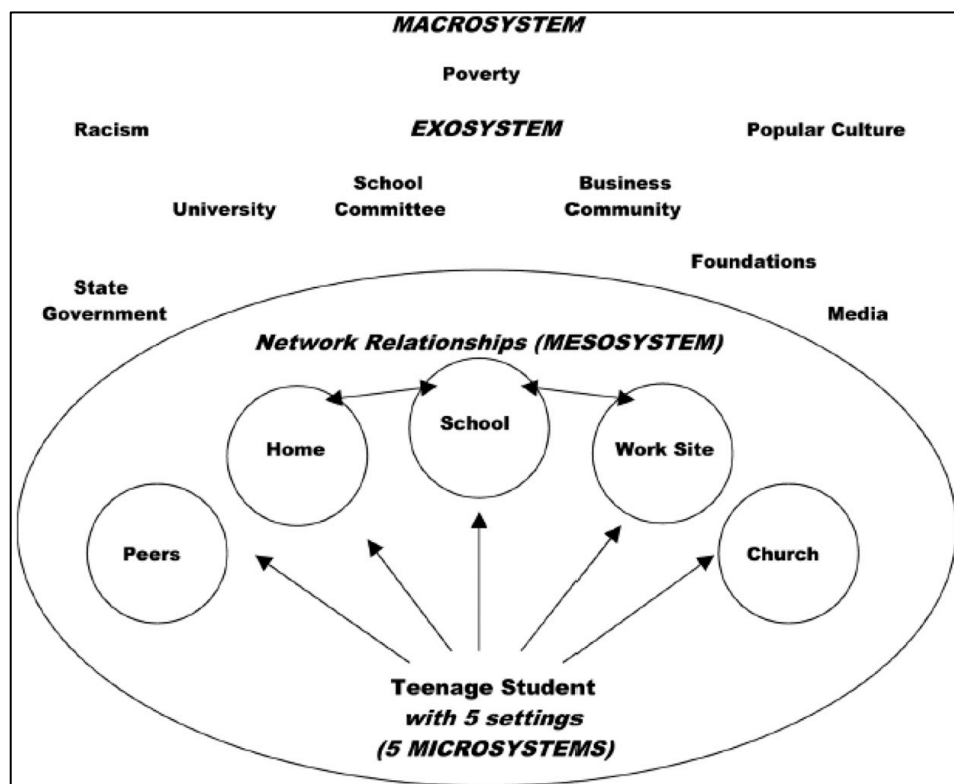 MACROSYSTEM
Poverty
Racism
EXOSYSTEM
Popular Culture
University
School
Committee
Business
Community
State
Government
Foundations
Media
Network Relationships (MESOSYSTEM)
Home
School
Work Site
Peers
Church
Teenage Student
with 5 settings
(5 MICROSYSTEMS)